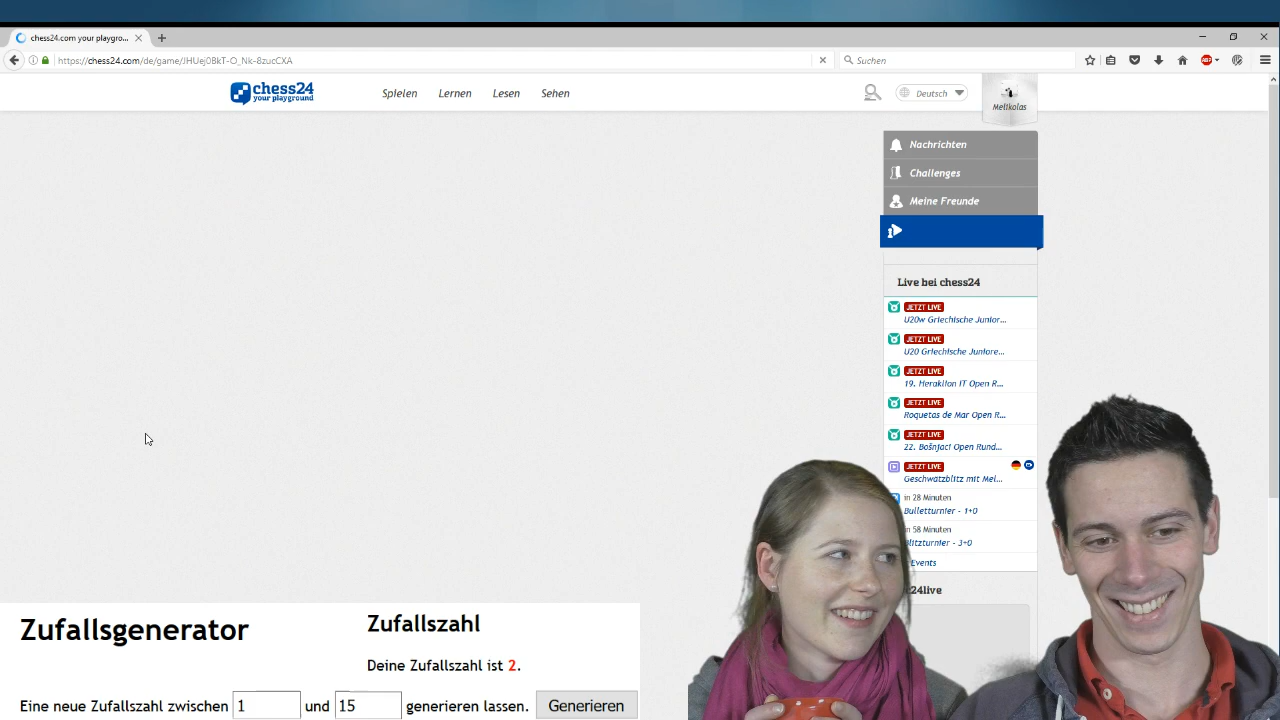 chess24.com your playgro...
https://chess24.com/de/game/JHUej0BkT-O_Nk-8zucCXA
Suchen
chess24
your playground
Spielen
Lernen
Lesen
Sehen
Deutsch
Melikolas
Nachrichten
Challenges
Meine Freunde
Live bei chess24
JETZT LIVE
U20w Griechische Junior...
JETZT LIVE
U20 Griechische Juniore...
JETZT LIVE
19. Heraklion IT Open R...
JETZT LIVE
Roquetas de Mar Open R...
JETZT LIVE
22. Bošnjaci Open Rund...
JETZT LIVE
Geschwätzblitz mit Mel...
in 28 Minuten
Bulletturnier - 1+0
in 58 Minuten
Blitzturnier - 3+0
Events
c24live
Zufallsgenerator
Zufallszahl
Deine Zufallszahl ist 2.
Eine neue Zufallszahl zwischen 1 und 15 generieren lassen. Generieren